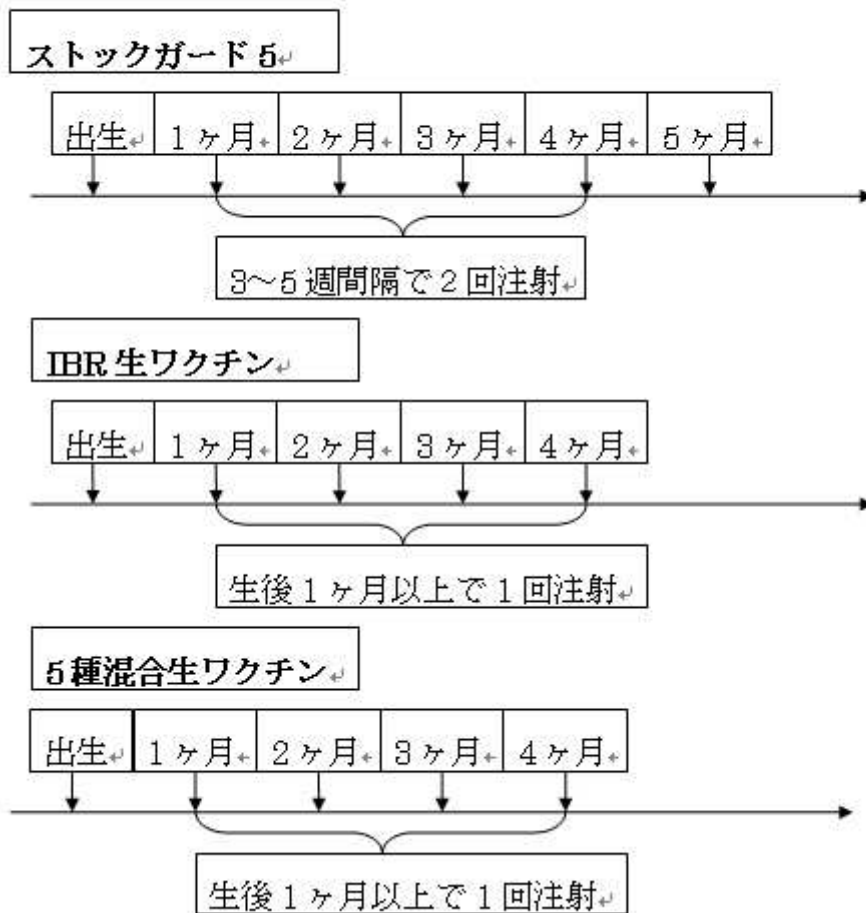 ストックガード5
出生 1ヶ月 2ヶ月 3ヶ月 4ヶ月 5ヶ月
3～5週間隔で2回注射
IBR生ワクチン
出生 1ヶ月 2ヶ月 3ヶ月 4ヶ月
生後1ヶ月以上で1回注射
5種混合生ワクチン
出生 1ヶ月 2ヶ月 3ヶ月 4ヶ月
生後1ヶ月以上で1回注射